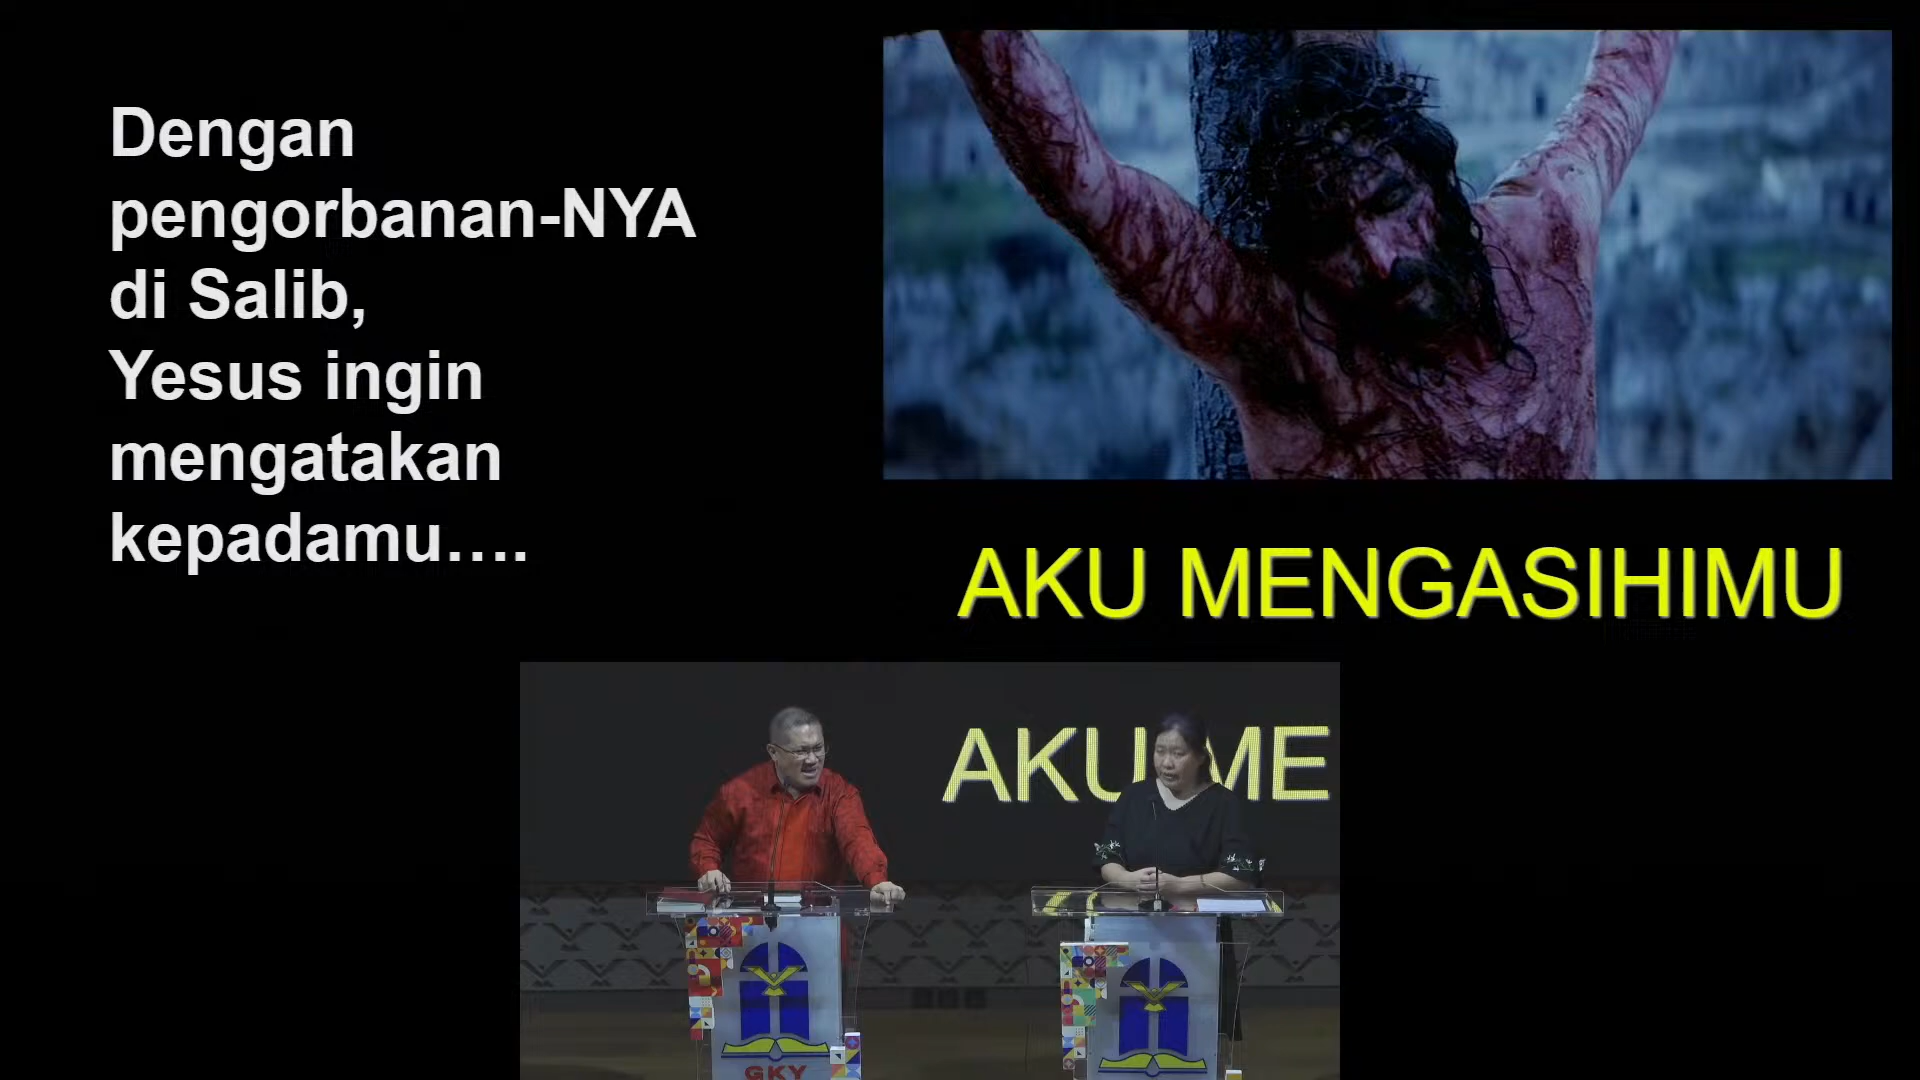 Dengan
pengorbanan-NYA
di Salib,
Yesus ingin
mengatakan
kepadamu....
AKU MENGASIHIMU
AKU ME
GKY